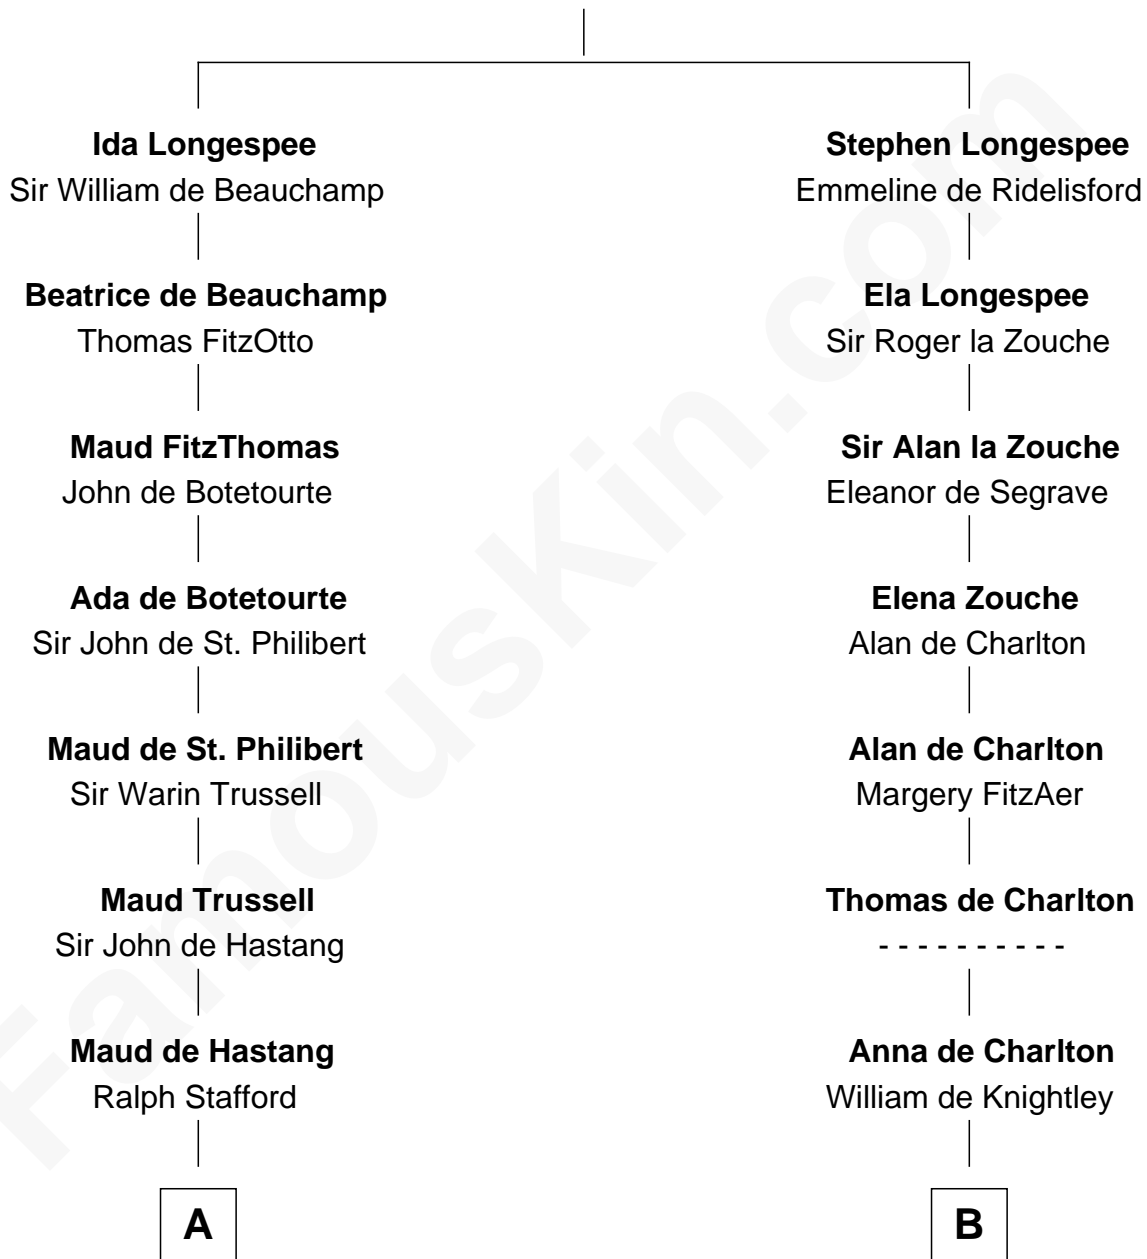 Ida Longespee
Sir William de Beauchamp
Beatrice de Beauchamp
Thomas FitzOtto
Maud FitzThomas
John de Botetourte
Ada de Botetourte
Sir John de St. Philibert
Maud de St. Philibert
Sir Warin Trussell
Maud Trussell
Sir John de Hastang
Maud de Hastang
Ralph Stafford
A
Stephen Longespee
Emmeline de Ridelisford
Ela Longespee
Sir Roger la Zouche
Sir Alan la Zouche
Eleanor de Segrave
Elena Zouche
Alan de Charlton
Alan de Charlton
Margery FitzAer
Thomas de Charlton
- - - - - - - - - -
Anna de Charlton
William de Knightley
B
FamousKin.com